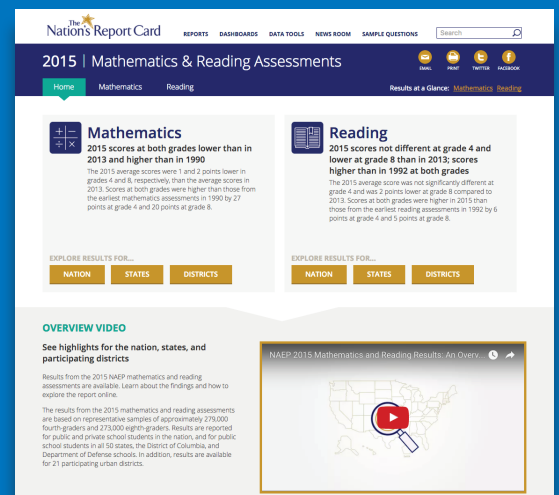 The
Nation's Report Card
REPORTS DASHBOARDS DATA TOOLS NEWS ROOM SAMPLE QUESTIONS
Search
2015 | Mathematics & Reading Assessments
EMAIL PRINT TWITTER FACEBOOK
Home Mathematics Reading
Results at a Glance: Mathematics Reading
Mathematics
2015 scores at both grades lower than in
2013 and higher than in 1990
The 2015 average scores were 1 and 2 points lower in
grades 4 and 8, respectively, than the average scores in
2013. Scores at both grades were higher than those from
the earliest mathematics assessments in 1990 by 27
points at grade 4 and 20 points at grade 8.
EXPLORE RESULTS FOR...
NATION STATES DISTRICTS
Reading
2015 scores not different at grade 4 and
lower at grade 8 than in 2013; scores
higher than in 1992 at both grades
The 2015 average score was not significantly different at
grade 4 and was 2 points lower at grade 8 compared to
2013. Scores at both grades were higher in 2015 than
those from the earliest reading assessments in 1992 by 6
points at grade 4 and 5 points at grade 8.
EXPLORE RESULTS FOR...
NATION STATES DISTRICTS
OVERVIEW VIDEO
See highlights for the nation, states, and
participating districts
Results from the 2015 NAEP mathematics and reading
assessments are available. Learn about the findings and how to
explore the report online.
The results from the 2015 mathematics and reading assessments
are based on representative samples of approximately 279,000
fourth-graders and 273,000 eighth-graders. Results are reported
for public and private school students in the nation, and for public
school students in all 50 states, the District of Columbia, and
Department of Defense schools. In addition, results are available
for 21 participating urban districts.
NAEP 2015 Mathematics and Reading Results: An Overv...